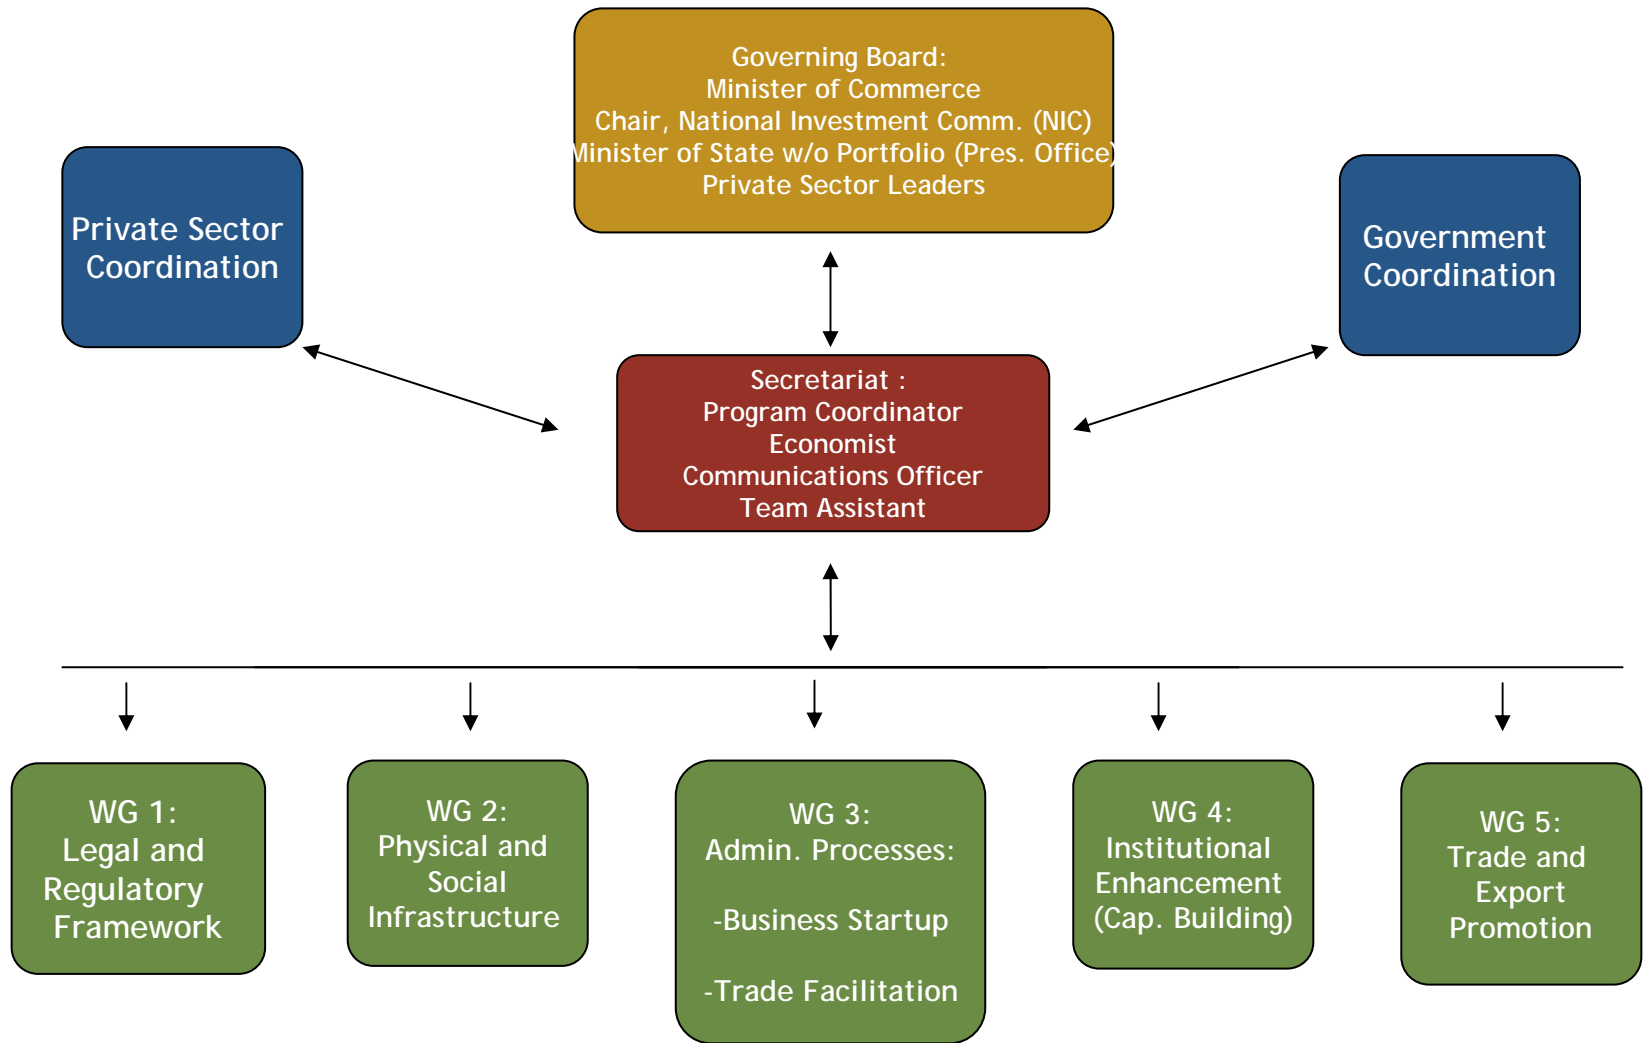 Governing Board:
Minister of Commerce
Chair, National Investment Comm. (NIC)
Minister of State w/o Portfolio (Pres. Office)
Private Sector Leaders
Private Sector
Coordination
Government
Coordination
Secretariat :
Program Coordinator
Economist
Communications Officer
Team Assistant
WG 1:
Legal and
Regulatory
Framework
WG 2:
Physical and
Social
Infrastructure
WG 3:
Admin. Processes:
-Business Startup
-Trade Facilitation
WG 4:
Institutional
Enhancement
(Cap. Building)
WG 5:
Trade and
Export
Promotion